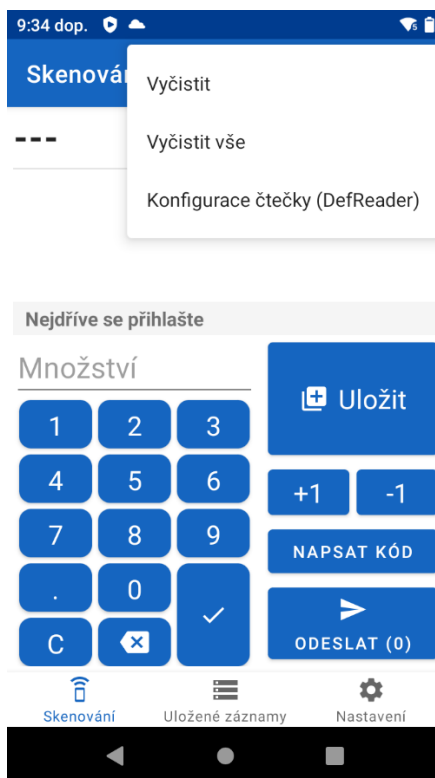 9:34 dop.
Skenová
Vyčistit
---
Vyčistit vše
Konfigurace čtečky (DefReader)
Nejdříve se přihlašte
Množství
Uložit
1 2 3
4 5 6
+1 -1
7 8 9
NAPSAT KÓD
. 0
C
ODESLAT (0)
Skenování Uložené záznamy Nastavení